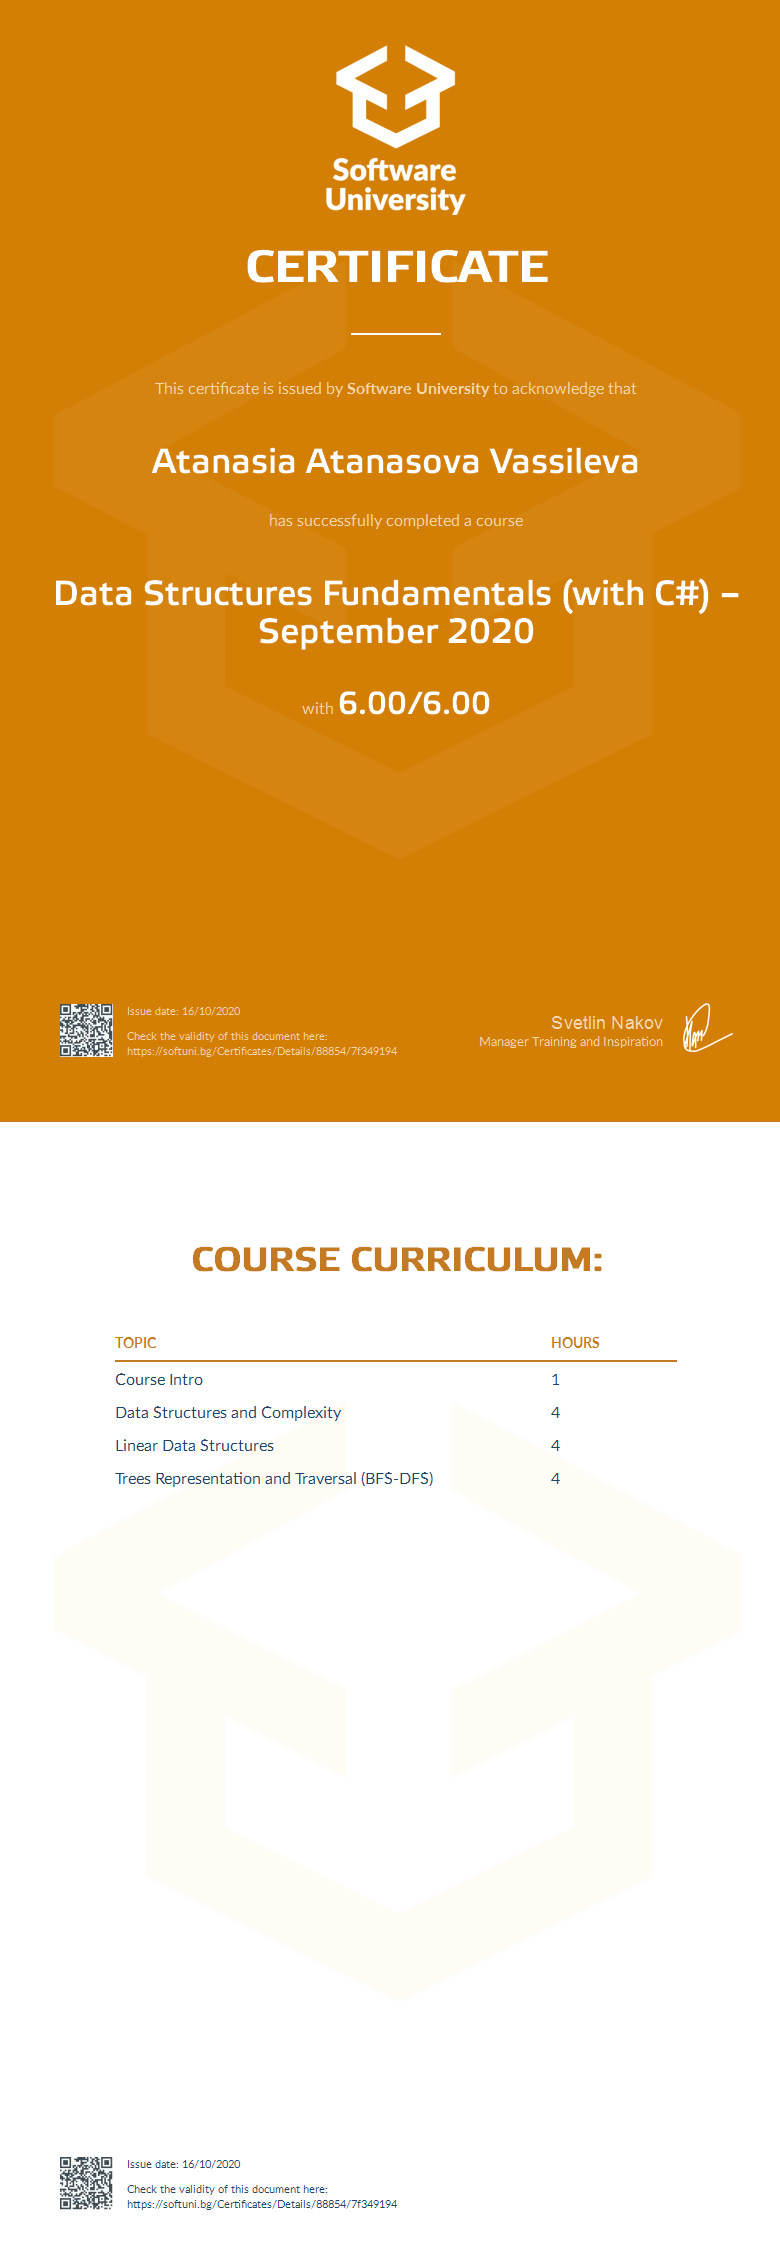 Software
University
CERTIFICATE
This certificate is issued by Software University to acknowledge that
Atanasia Atanasova Vassileva
has successfully completed a course
Data Structures Fundamentals (with C#) –
September 2020
with 6.00/6.00
Issue date: 16/10/2020
Check the validity of this document here:
https://softuni.bg/Certificates/Details/88854/7f349194
Svetlin Nakov
Manager Training and Inspiration
COURSE CURRICULUM:
TOPIC HOURS
Course Intro 1
Data Structures and Complexity 4
Linear Data Structures 4
Trees Representation and Traversal (BFS-DFS) 4
Issue date: 16/10/2020
Check the validity of this document here:
https://softuni.bg/Certificates/Details/88854/7f349194